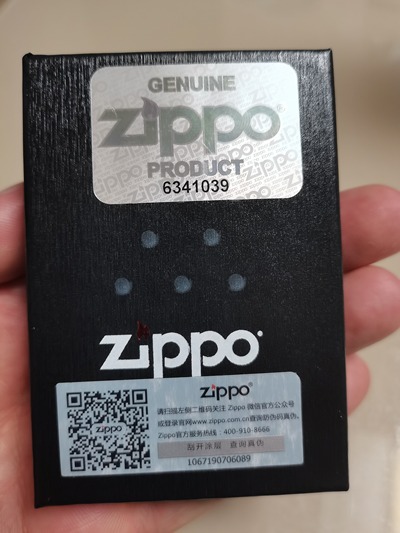 GENUINE
zippo®
PRODUCT
6341039
zippo
zippo
zippo
请扫描左侧二维码关注 Zippo 微信官方公众号
或登录官网www.zippo.com.cn查询防伪码真伪。
Zippo官方服务热线：400-910-8666
刮开涂层 查询真伪
1067190706089